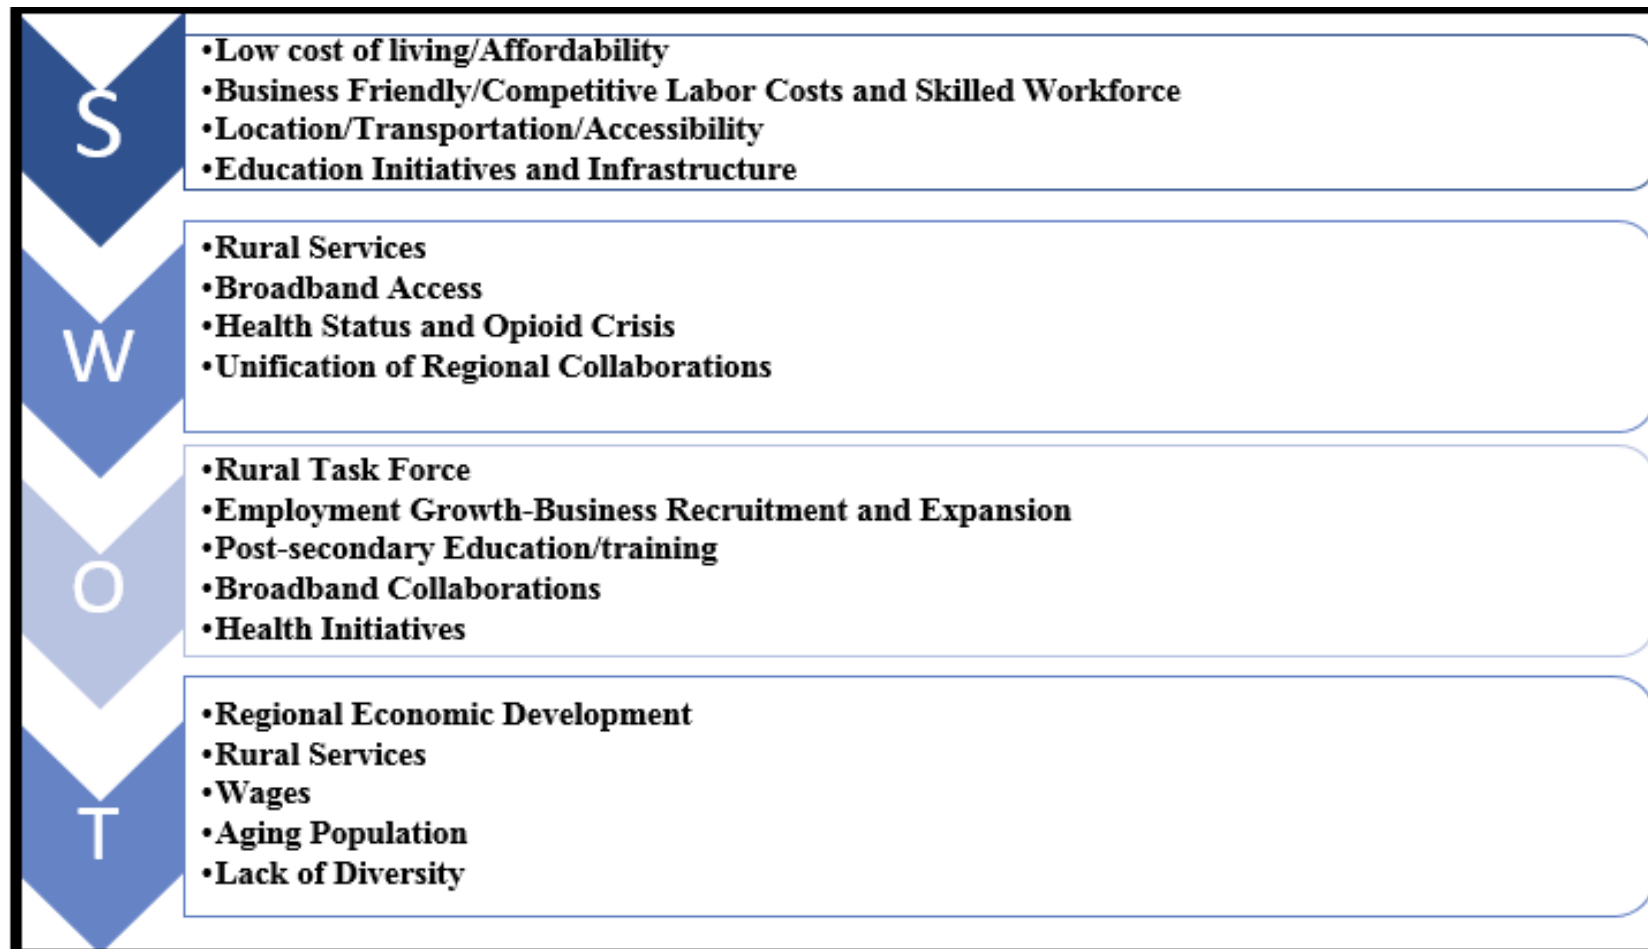 S
•Low cost of living/Affordability
•Business Friendly/Competitive Labor Costs and Skilled Workforce
•Location/Transportation/Accessibility
•Education Initiatives and Infrastructure
W
•Rural Services
•Broadband Access
•Health Status and Opioid Crisis
•Unification of Regional Collaborations
O
•Rural Task Force
•Employment Growth-Business Recruitment and Expansion
•Post-secondary Education/training
•Broadband Collaborations
•Health Initiatives
T
•Regional Economic Development
•Rural Services
•Wages
•Aging Population
•Lack of Diversity